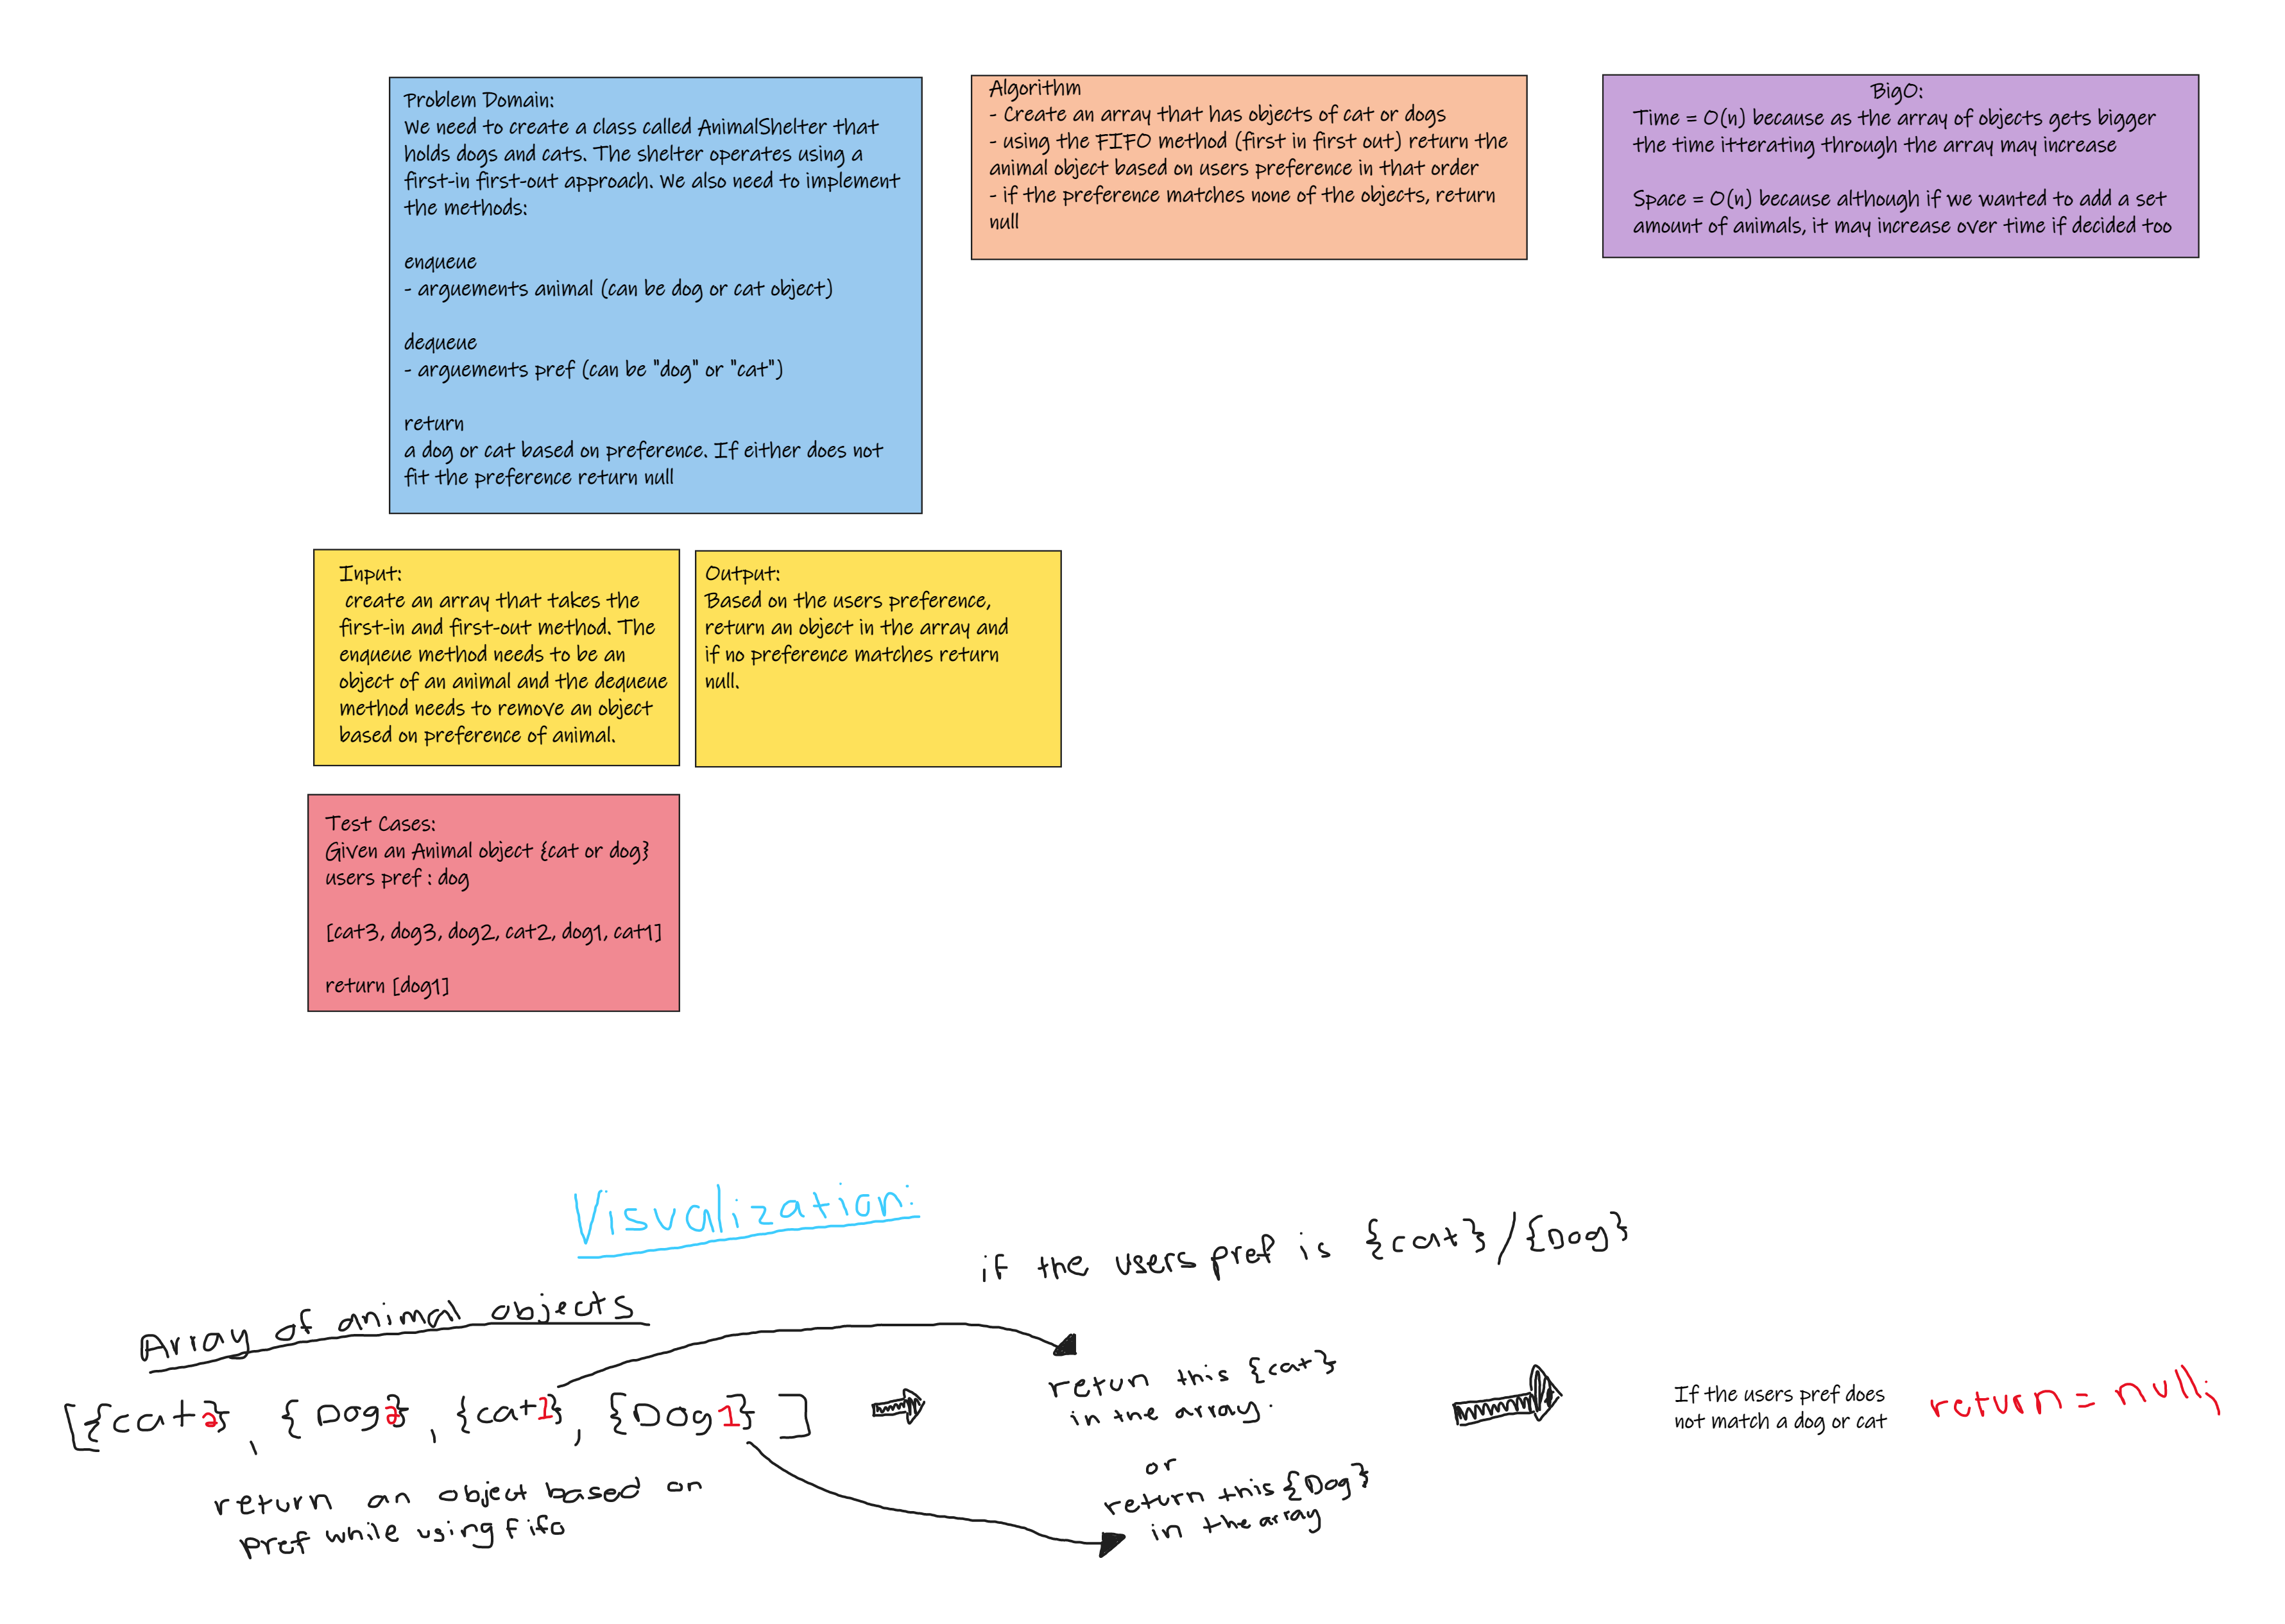 Problem Domain:
We need to create a class called AnimalShelter that
holds dogs and cats. The shelter operates using a
first-in first-out approach. We also need to implement
the methods:
enqueue
- arguements animal (can be dog or cat object)
dequeue
- arguements pref (can be "dog" or "cat")
return
a dog or cat based on preference. If either does not
fit the preference return null
Algorithm
- Create an array that has objects of cat or dogs
- using the FIFO method (first in first out) return the
animal object based on users preference in that order
- if the preference matches none of the objects, return
null
BigO:
Time = O(n) because as the array of objects gets bigger
the time itterating through the array may increase
Space = O(n) because although if we wanted to add a set
amount of animals, it may increase over time if decided too
Input:
create an array that takes the
first-in and first-out method. The
enqueue method needs to be an
object of an animal and the dequeue
method needs to remove an object
based on preference of animal.
Output:
Based on the users preference,
return an object in the array and
if no preference matches return
null.
Test Cases:
Given an Animal object {cat or dog}
users pref : dog
[cat3, dog3, dog2, cat2, dog1, cat1]
return [dog1]
Visualization:
if the users pref is {cat}/{Dog}
Array of animal objects
[{cat2}, {Dog2}, {cat1}, {Dog1}]
return an object based on
pref while using fifo
retun this {cat}
in the array.
or
return this {Dog}
in the array
If the users pref does
not match a dog or cat
return = null;